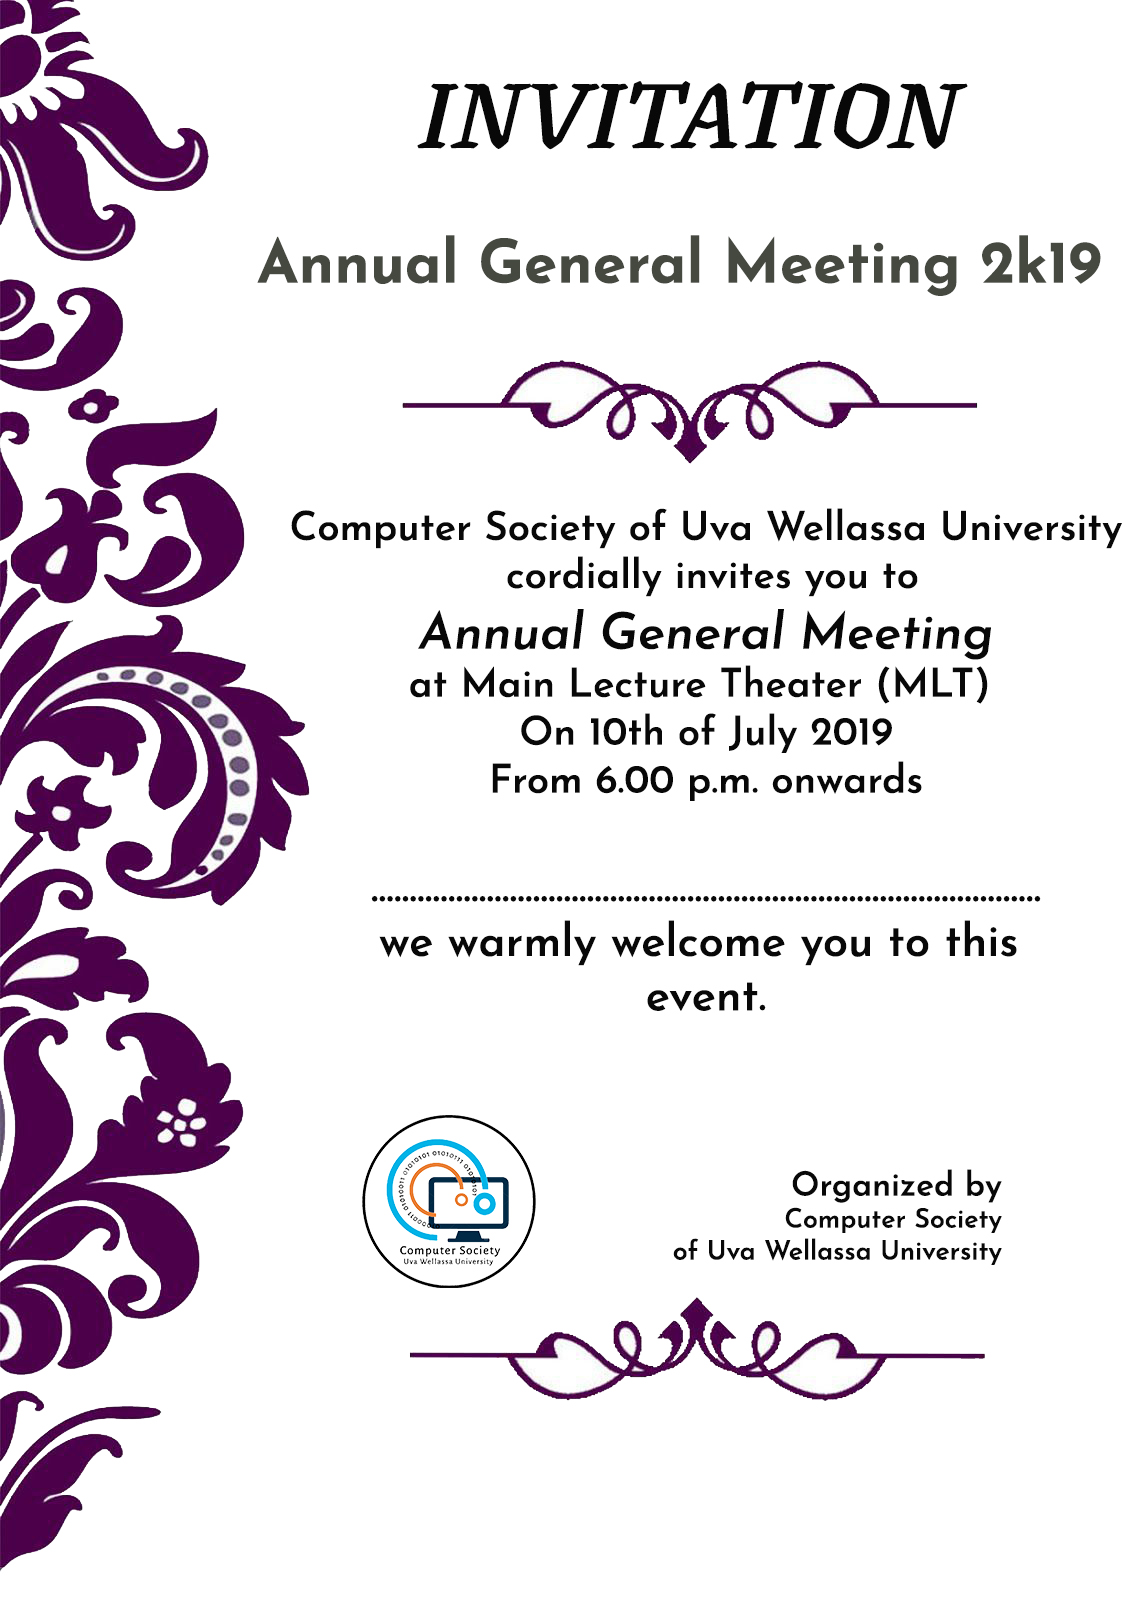 INVITATION
Annual General Meeting 2k19
Computer Society of Uva Wellassa University
cordially invites you to
Annual General Meeting
at Main Lecture Theater (MLT)
On 10th of July 2019
From 6.00 p.m. onwards
we warmly welcome you to this
event.
Computer Society
Uva Wellassa University
Organized by
Computer Society
of Uva Wellassa University